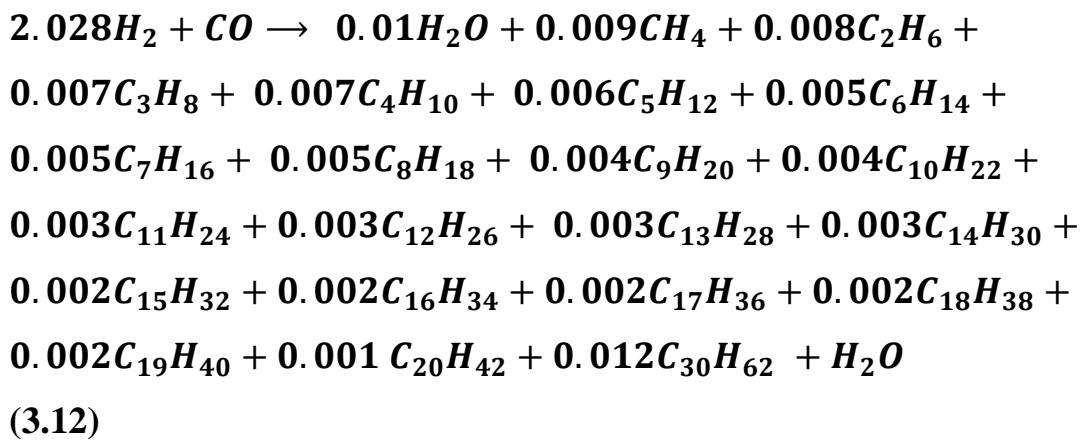 2.028H₂ + CO ⟶ 0.01H₂O + 0.009CH₄ + 0.008C₂H₆ +
0.007C₃H₈ + 0.007C₄H₁₀ + 0.006C₅H₁₂ + 0.005C₆H₁₄ +
0.005C₇H₁₆ + 0.005C₈H₁₈ + 0.004C₉H₂₀ + 0.004C₁₀H₂₂ +
0.003C₁₁H₂₄ + 0.003C₁₂H₂₆ + 0.003C₁₃H₂₈ + 0.003C₁₄H₃₀ +
0.002C₁₅H₃₂ + 0.002C₁₆H₃₄ + 0.002C₁₇H₃₆ + 0.002C₁₈H₃₈ +
0.002C₁₉H₄₀ + 0.001 C₂₀H₄₂ + 0.012C₃₀H₆₂ + H₂O
(3.12)